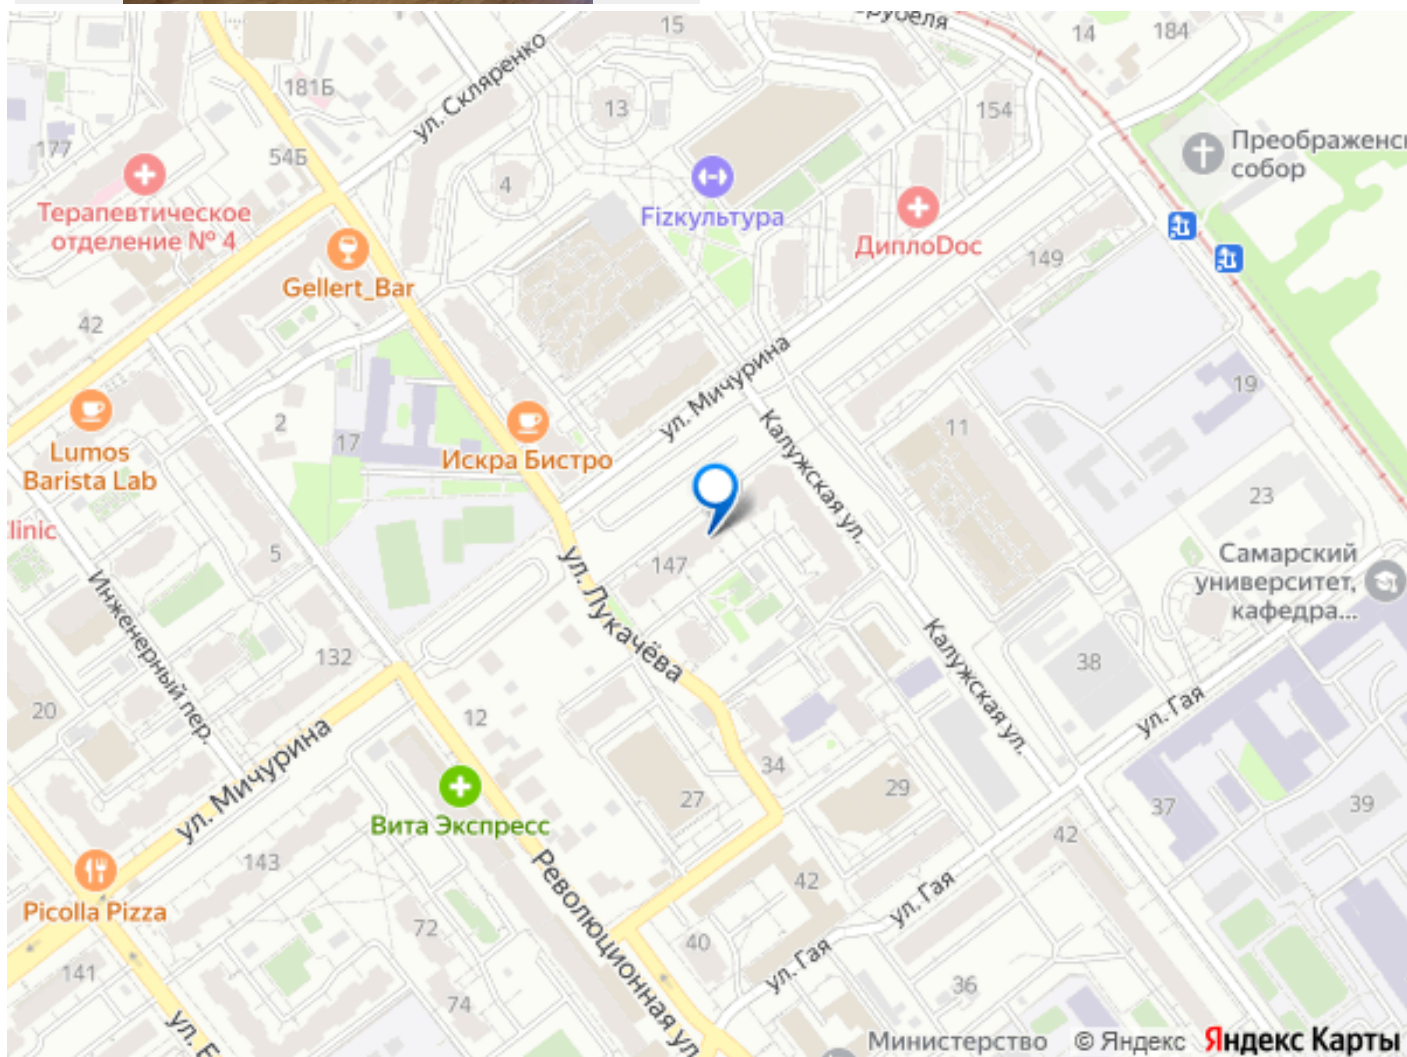 15
14
184
181Б
ул. Скляренко
13
154
177
54Б
4
Преображенс
собор
Терапевтическое
отделение № 4
Fizкультура
ДиплоDoc
149
Gellert_Bar
42
ул. Мичурина
19
2
17
Lumos
Barista Lab
Искра Бистро
Калужская ул.
11
linic
23
5
147
Самарский
университет,
кафедра...
Инженерный пер.
ул. Лукачёва
132
Калужская ул.
38
20
12
ул. Гая
ул. Мичурина
34
27
29
37
39
Вита Экспресс
42
143
Picolla Pizza
Революционная ул.
42
ул. Гая
72
40
ул. Гая
141
74
36
Министерство
© Яндекс
Яндекс Карты